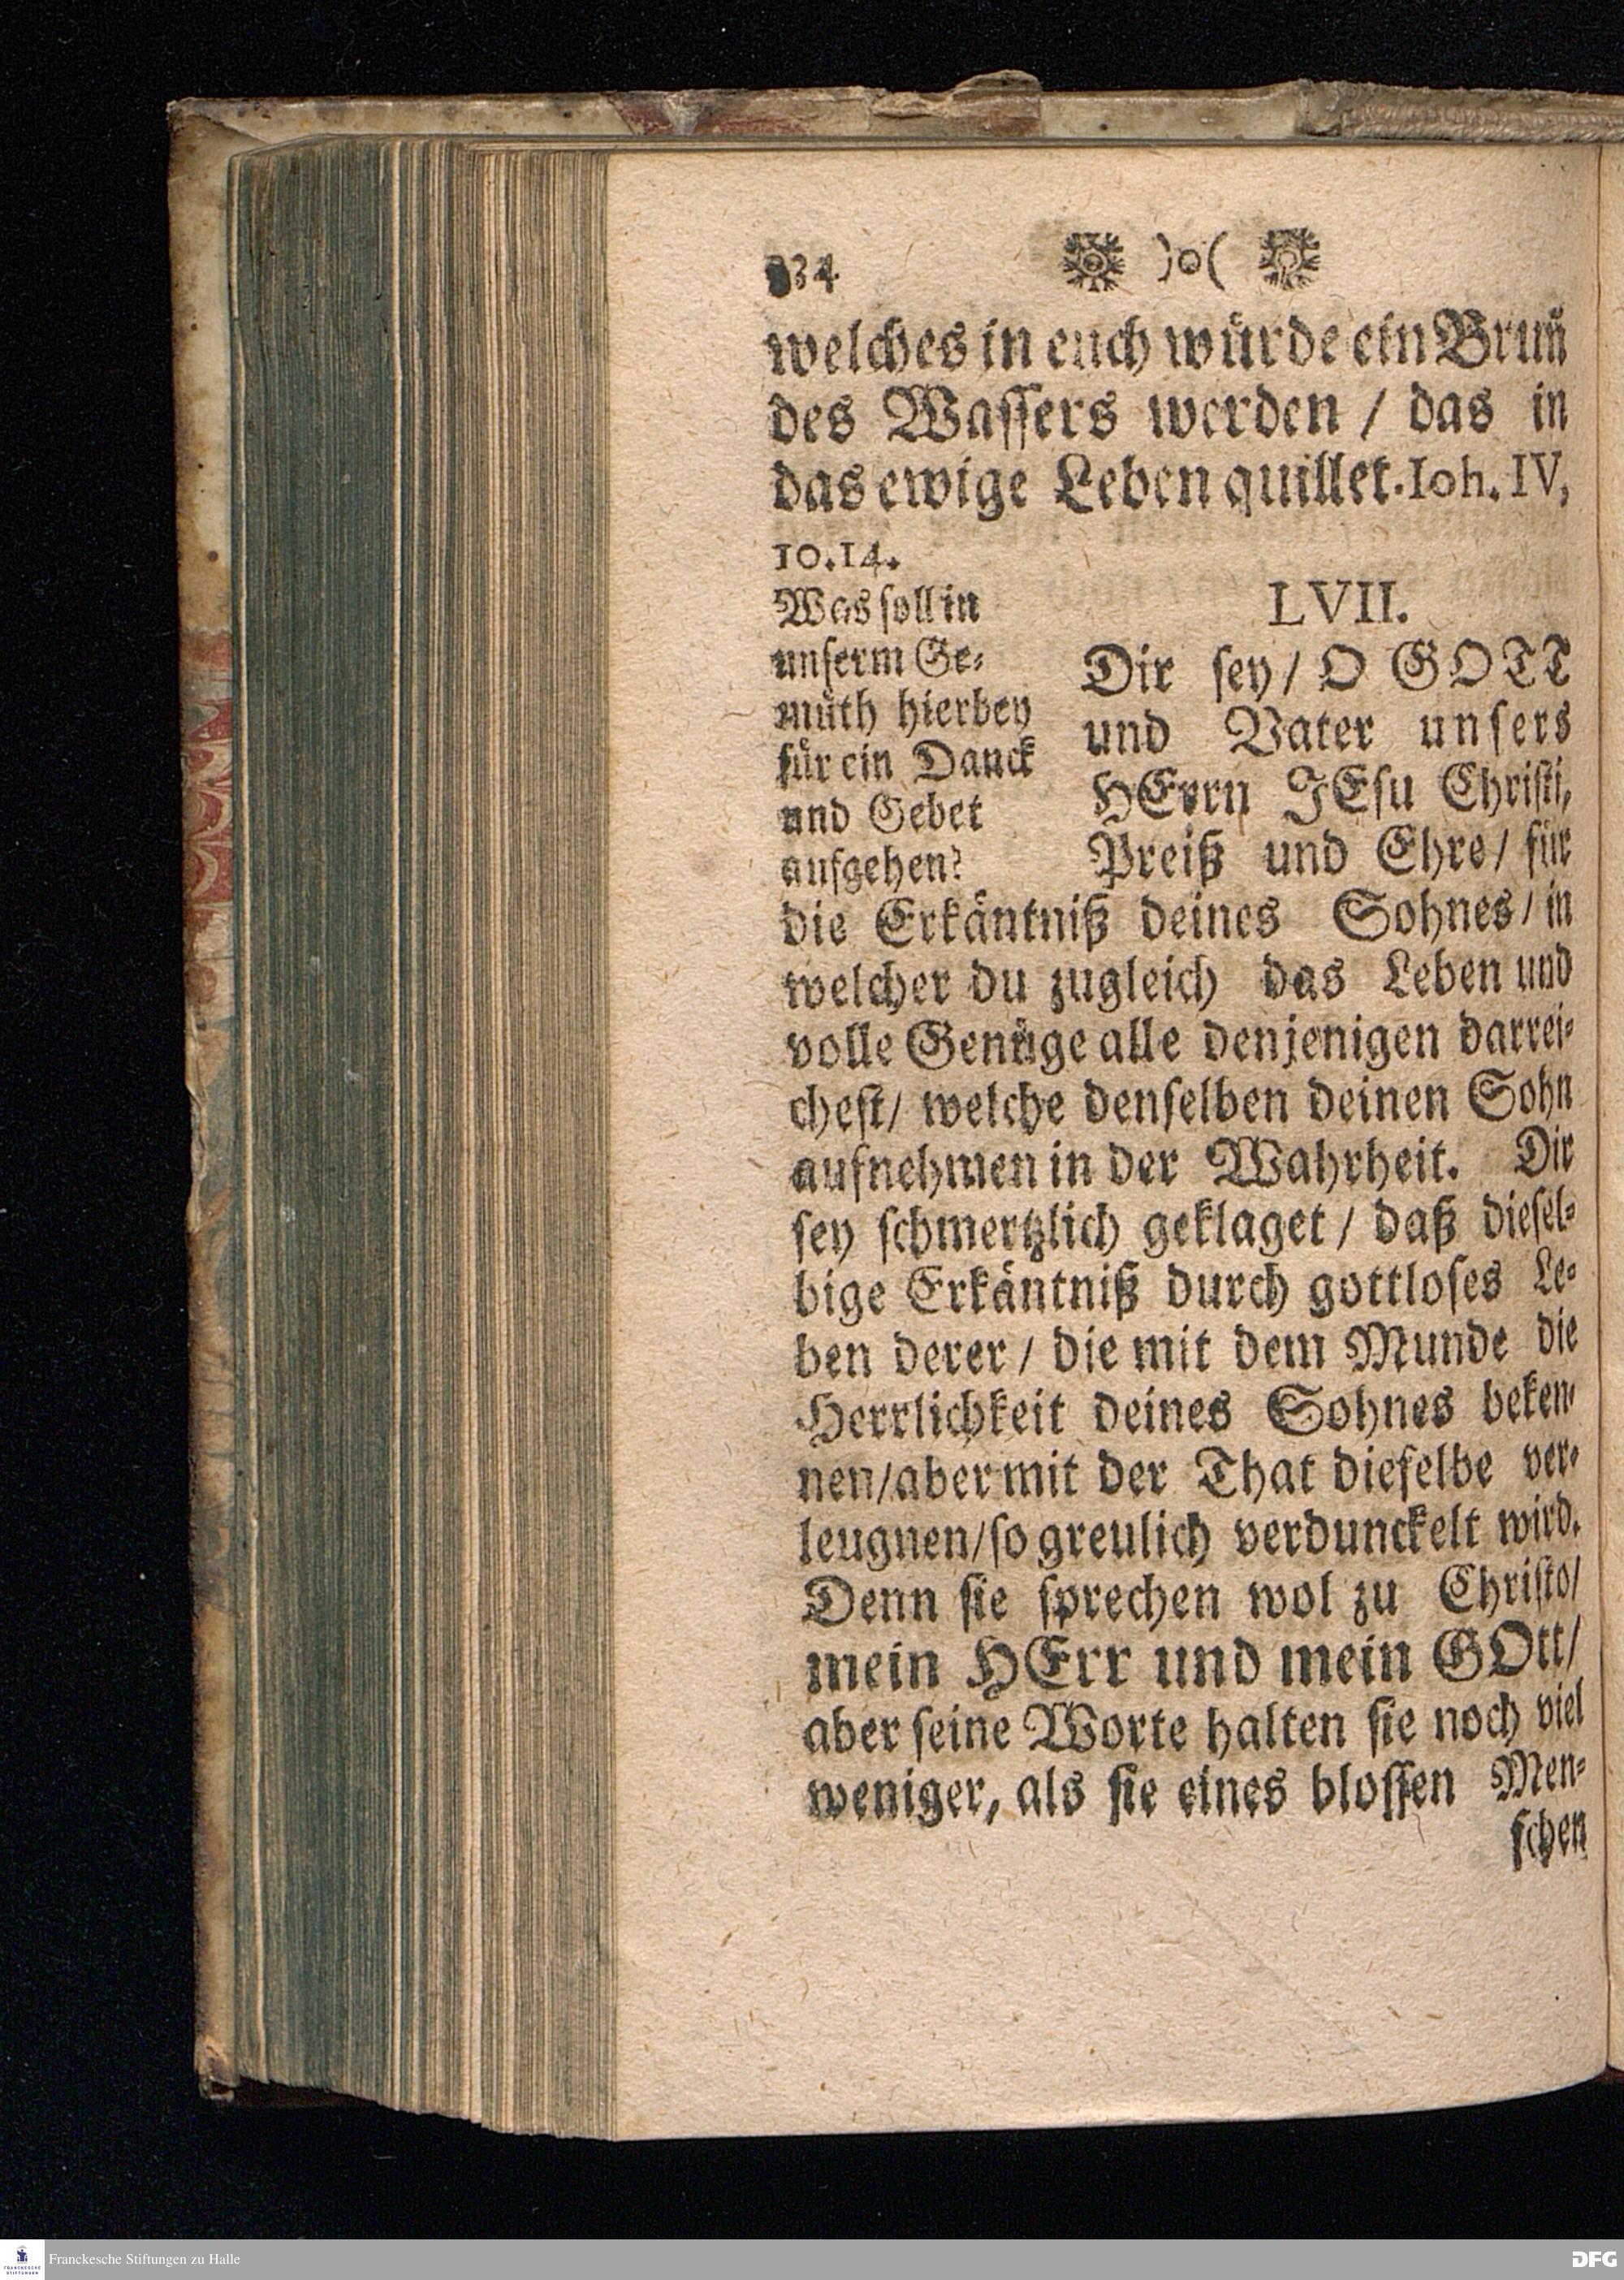 )o(
welches in euch würde ein Bruñ
des Wassers werden / das in
das ewige Leben quillet. Ioh. IV,
10. 14.
Was soll in
unserm Ge-
müth hierbey
für ein Danck
und Gebet
aufgehen?
LVII.
Dir sey / O GOTT
und Vater unsers
HErrn JEsu Christi,
Preiß und Ehre / für
die Erkäntniß deines Sohnes / in
welcher du zugleich das Leben und
volle Genüge alle denjenigen darrei-
chest / welche denselben deinen Sohn
aufnehmen in der Wahrheit. Dir
sey schmertzlich geklaget / daß diesel-
bige Erkäntniß durch gottloses Le-
ben derer / die mit dem Munde die
Herrlichkeit deines Sohnes beken-
nen / aber mit der That dieselbe ver-
leugnen / so greulich verdunckelt wird.
Denn sie sprechen wol zu Christo /
mein HErr und mein GOtt /
aber seine Worte halten sie noch viel
weniger, als sie eines blossen Men-
schen
Franckesche Stiftungen zu Halle
DFG